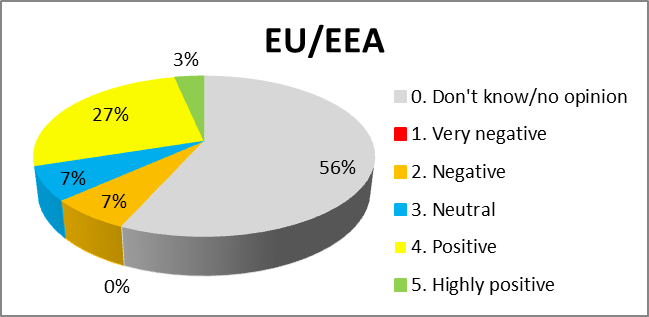 EU/EEA
3%
27%
7%
7%
0%
56%
0. Don't know/no opinion
1. Very negative
2. Negative
3. Neutral
4. Positive
5. Highly positive